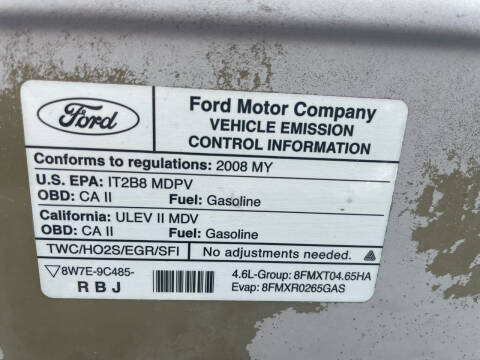 Ford
Ford Motor Company
VEHICLE EMISSION
CONTROL INFORMATION
Conforms to regulations: 2008 MY
U.S. EPA: IT2B8 MDPV
OBD: CA II Fuel: Gasoline
California: ULEV II MDV
OBD: CA II Fuel: Gasoline
TWC/HO2S/EGR/SFI No adjustments needed.
8W7E-9C485-
R B J
4.6L-Group: 8FMXT04.65HA
Evap: 8FMXR0265GAS